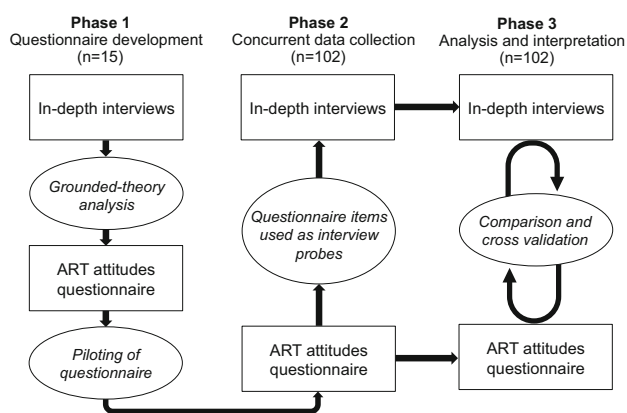 Phase 1
Questionnaire development
(n=15)
In-depth interviews
Grounded-theory
analysis
ART attitudes
questionnaire
Piloting of
questionnaire
Phase 2
Concurrent data collection
(n=102)
In-depth interviews
Questionnaire items
used as interview
probes
ART attitudes
questionnaire
Phase 3
Analysis and interpretation
(n=102)
In-depth interviews
Comparison and
cross validation
ART attitudes
questionnaire